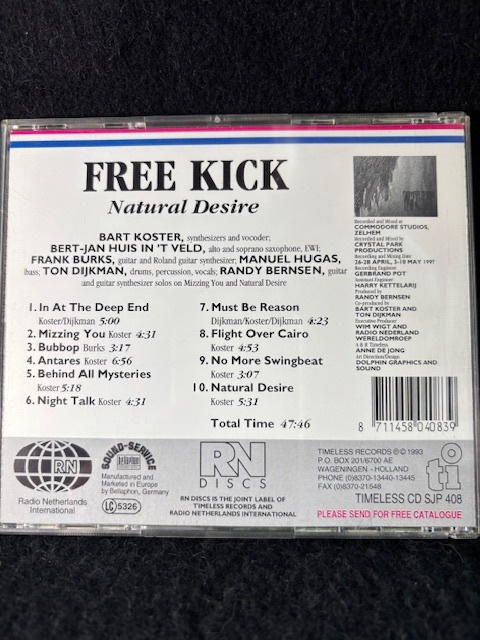 FREE KICK
Natural Desire
BART KOSTER, synthesizers and vocoder;
BERT-JAN HUIS IN 'T VELD, alto and soprano saxophone, EWI;
FRANK BURKS, guitar and Roland guitar synthesizer; MANUEL HUGAS,
bass; TON DIJKMAN, drums, percussion, vocals; RANDY BERNSEN, guitar
and guitar synthesizer solos on Mizzing You and Natural Desire
1. In At The Deep End
Koster/Dijkman 5:00
2. Mizzing You Koster 4:31
3. Bubbop Burks 3:17
4. Antares Koster 6:56
5. Behind All Mysteries
Koster 5:18
6. Night Talk Koster 4:31
7. Must Be Reason
Dijkman/Koster/Dijkman 4:23
8. Flight Over Cairo
Koster 4:53
9. No More Swingbeat
Koster 3:07
10. Natural Desire
Koster 5:31
Total Time 47:46
Recorded and Mixed at
COMMODORE STUDIOS,
ZELHEM
Recorded and Mixed by
CRYSTAL PARK
PRODUCTIONS
Recording and Mixing Date
26-28 APRIL, 3-10 MAY 1991
Recording Engineer
GERBRAND POT
Assistant Engineer
HARRY KETTELARIJ
Produced by
RANDY BERNSEN
Co-produced by
BART KOSTER AND
TON DIJKMAN
Executive Producer
WIM WIGT AND
RADIO NEDERLAND
WERELDOMROEP
A & R Timeless
ANNE DE JONG
Art Direction/Design:
DOLPHIN GRAPHICS AND
SOUND
8 711458 040839
RN
Radio Netherlands
International
SOUND-SERVICE
bellaphon
Manufactured and
Marketed in Europe
by Bellaphon, Germany
LC 5326
RN
DISCS
RN DISCS IS THE JOINT LABEL OF
TIMELESS RECORDS AND
RADIO NETHERLANDS INTERNATIONAL
TIMELESS RECORDS ℗ © 1993
P.O. BOX 201/6700 AE
WAGENINGEN - HOLLAND
PHONE (0)8370-13440-13445
FAX (0)8370-21548
ti
TIMELESS CD SJP 408
PLEASE SEND FOR FREE CATALOGUE